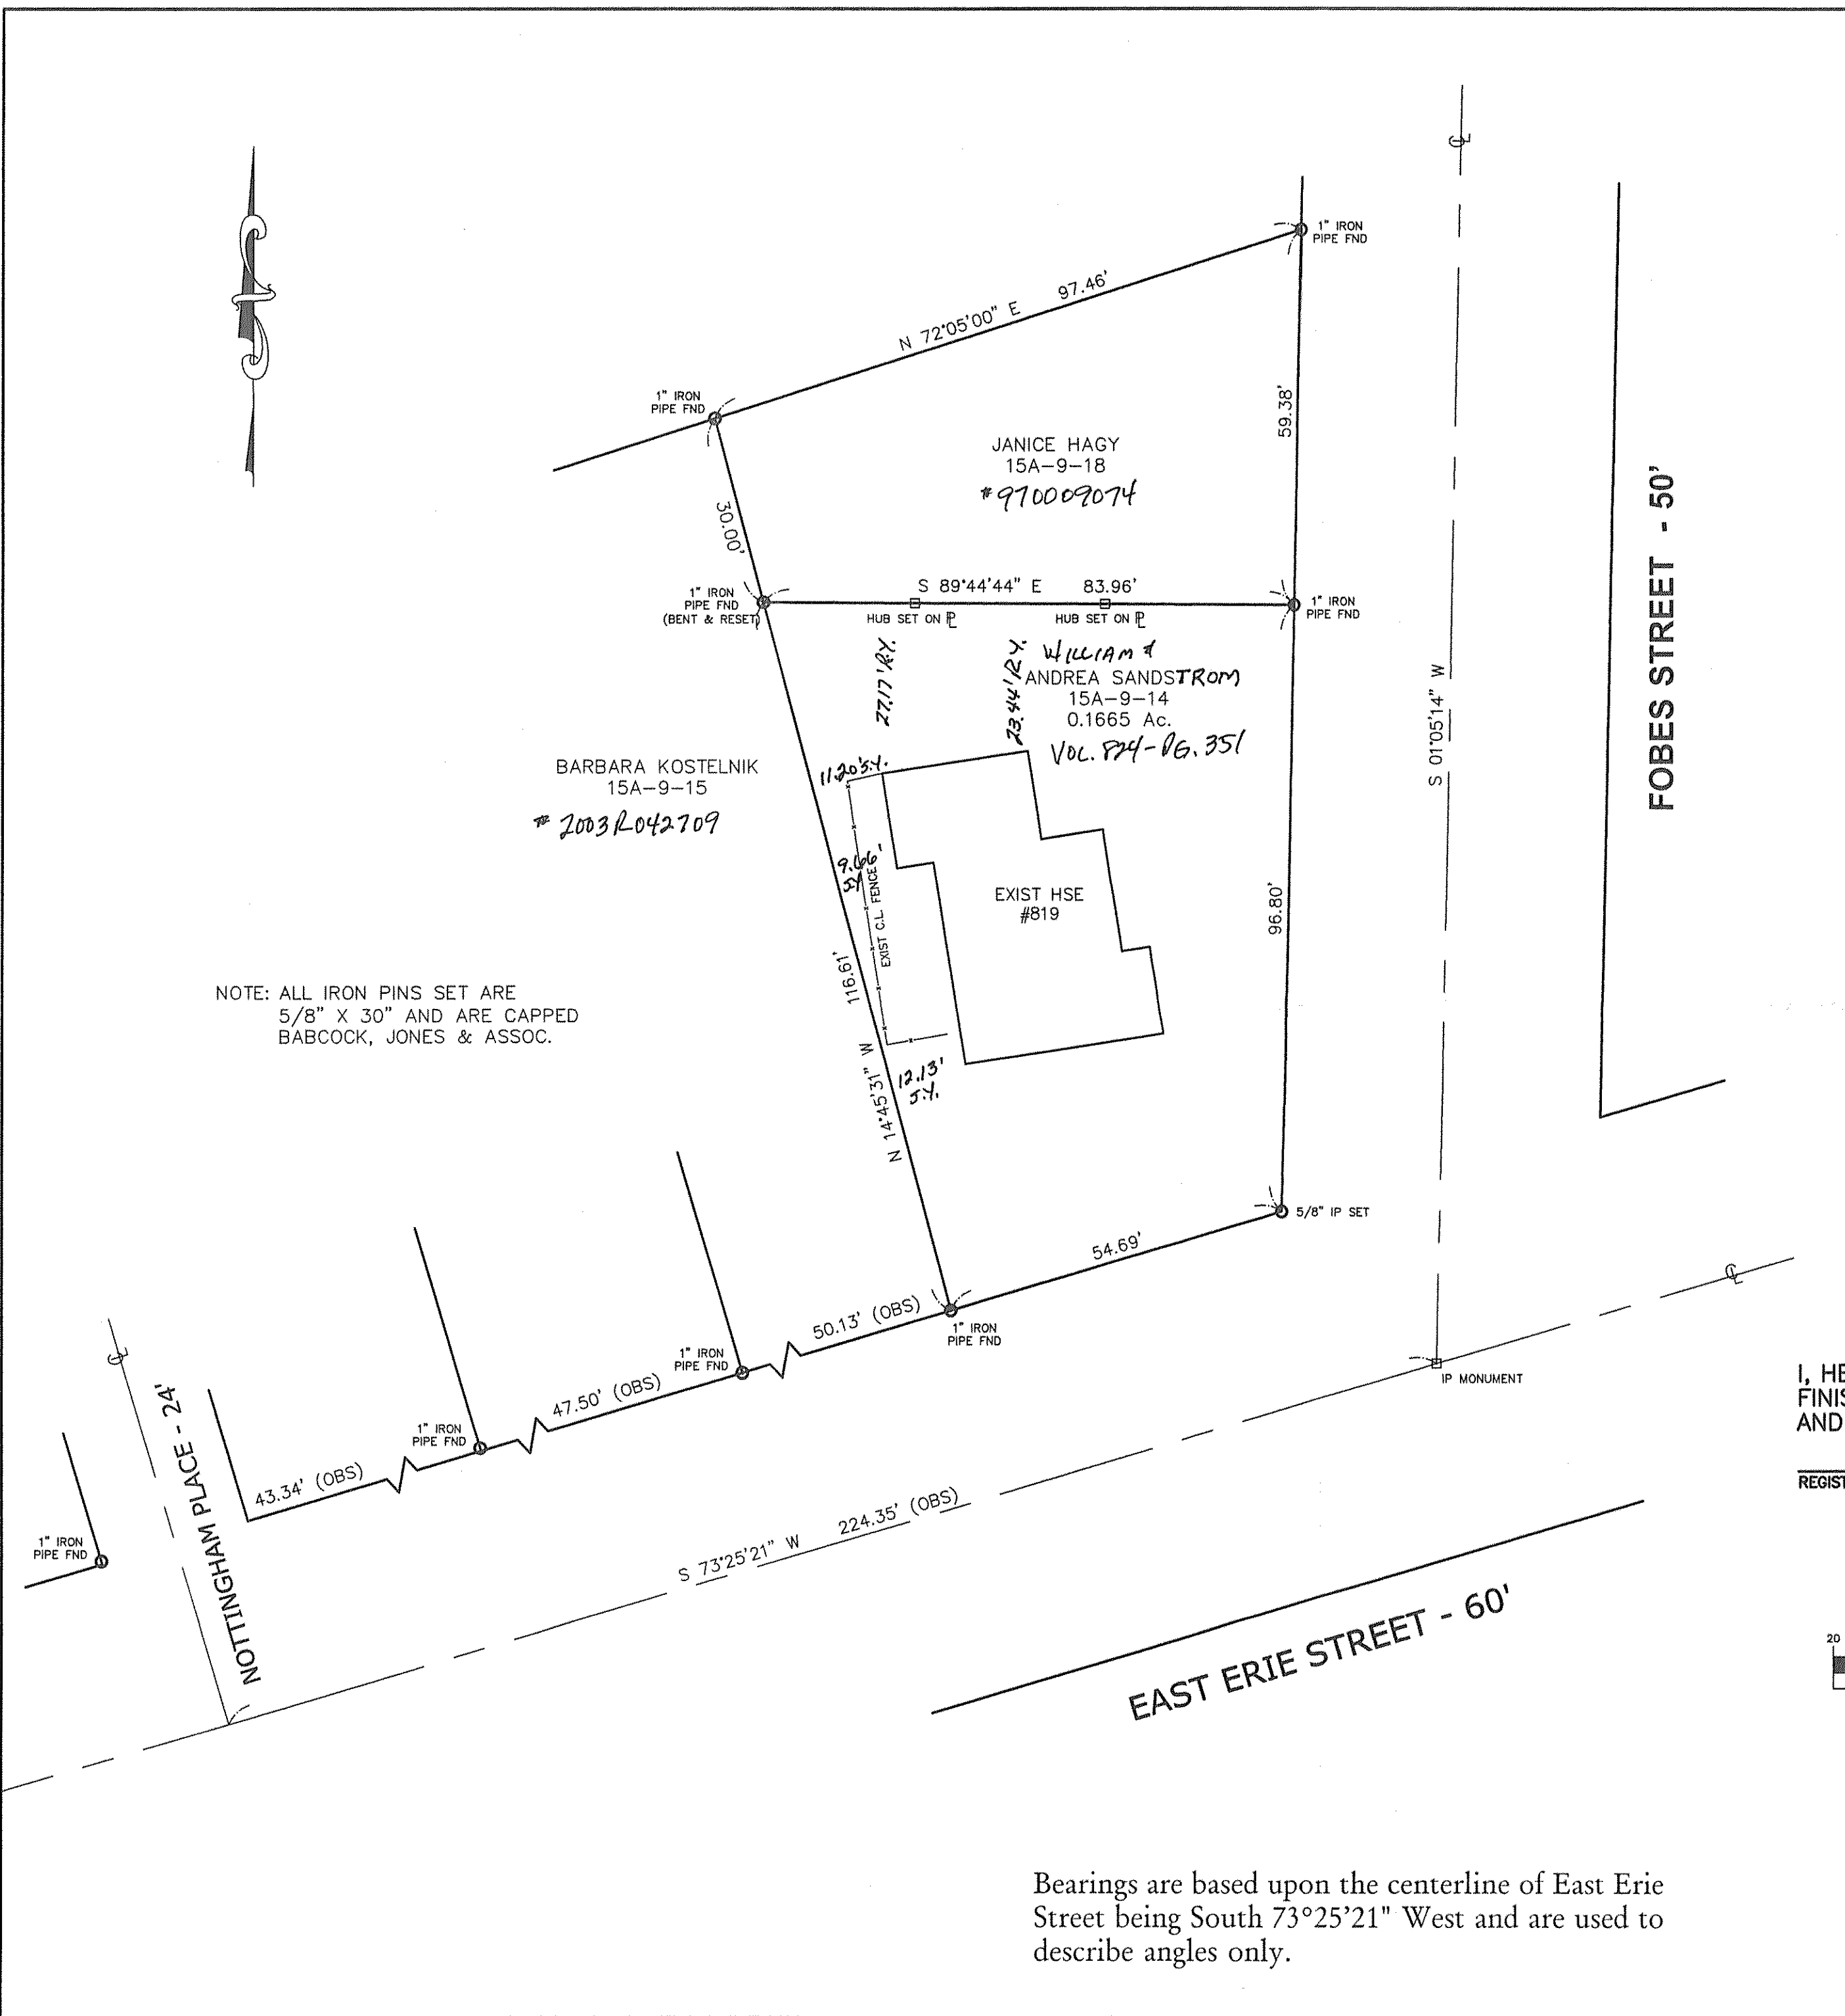 ℄
1" IRON
PIPE FND
97.46'
N 72°05'00" E
1" IRON
PIPE FND
59.38'
JANICE HAGY
15A-9-18
#970009074
30.00'
FOBES STREET - 50'
S 89°44'44" E 83.96'
1" IRON
PIPE FND
(BENT & RESET)
HUB SET ON ℙL
HUB SET ON ℙL
1" IRON
PIPE FND
27.17' R.Y.
23.44' R.Y.
WILLIAM &
ANDREA SANDSTROM
15A-9-14
0.1665 Ac.
VOL. 824-PG. 351
S 01°05'14" W
BARBARA KOSTELNIK
15A-9-15
# 2003R042709
11.20' S.Y.
9.66'
S.Y.
EXIST C.L. FENCE
EXIST HSE
#819
96.80'
116.61'
N 14°45'31" W
12.13'
S.Y.
NOTE: ALL IRON PINS SET ARE
5/8" X 30" AND ARE CAPPED
BABCOCK, JONES & ASSOC.
5/8" IP SET
54.69'
℄
50.13' (OBS)
1" IRON
PIPE FND
1" IRON
PIPE FND
47.50' (OBS)
IP MONUMENT
1" IRON
PIPE FND
43.34' (OBS)
℄
NOTTINGHAM PLACE - 24'
1" IRON
PIPE FND
S 73°25'21" W 224.35' (OBS)
I, HE
FINIS
AND
REGIST
20
EAST ERIE STREET - 60'
Bearings are based upon the centerline of East Erie
Street being South 73°25'21" West and are used to
describe angles only.